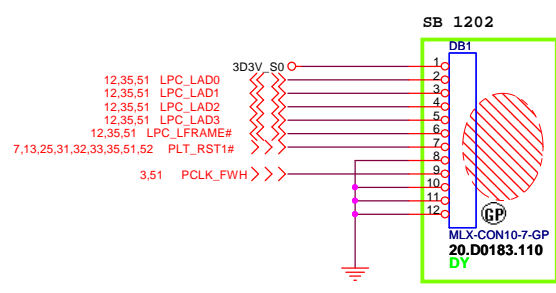 SB 1202
DB1
3D3V_S0 1
12,35,51 LPC_LAD0 2
12,35,51 LPC_LAD1 3
12,35,51 LPC_LAD2 4
12,35,51 LPC_LAD3 5
12,35,51 LPC_LFRAME# 6
7,13,25,31,32,33,35,51,52 PLT_RST1# 7
8
3,51 PCLK_FWH 9
10
11
12
GP
MLX-CON10-7-GP
20.D0183.110
DY